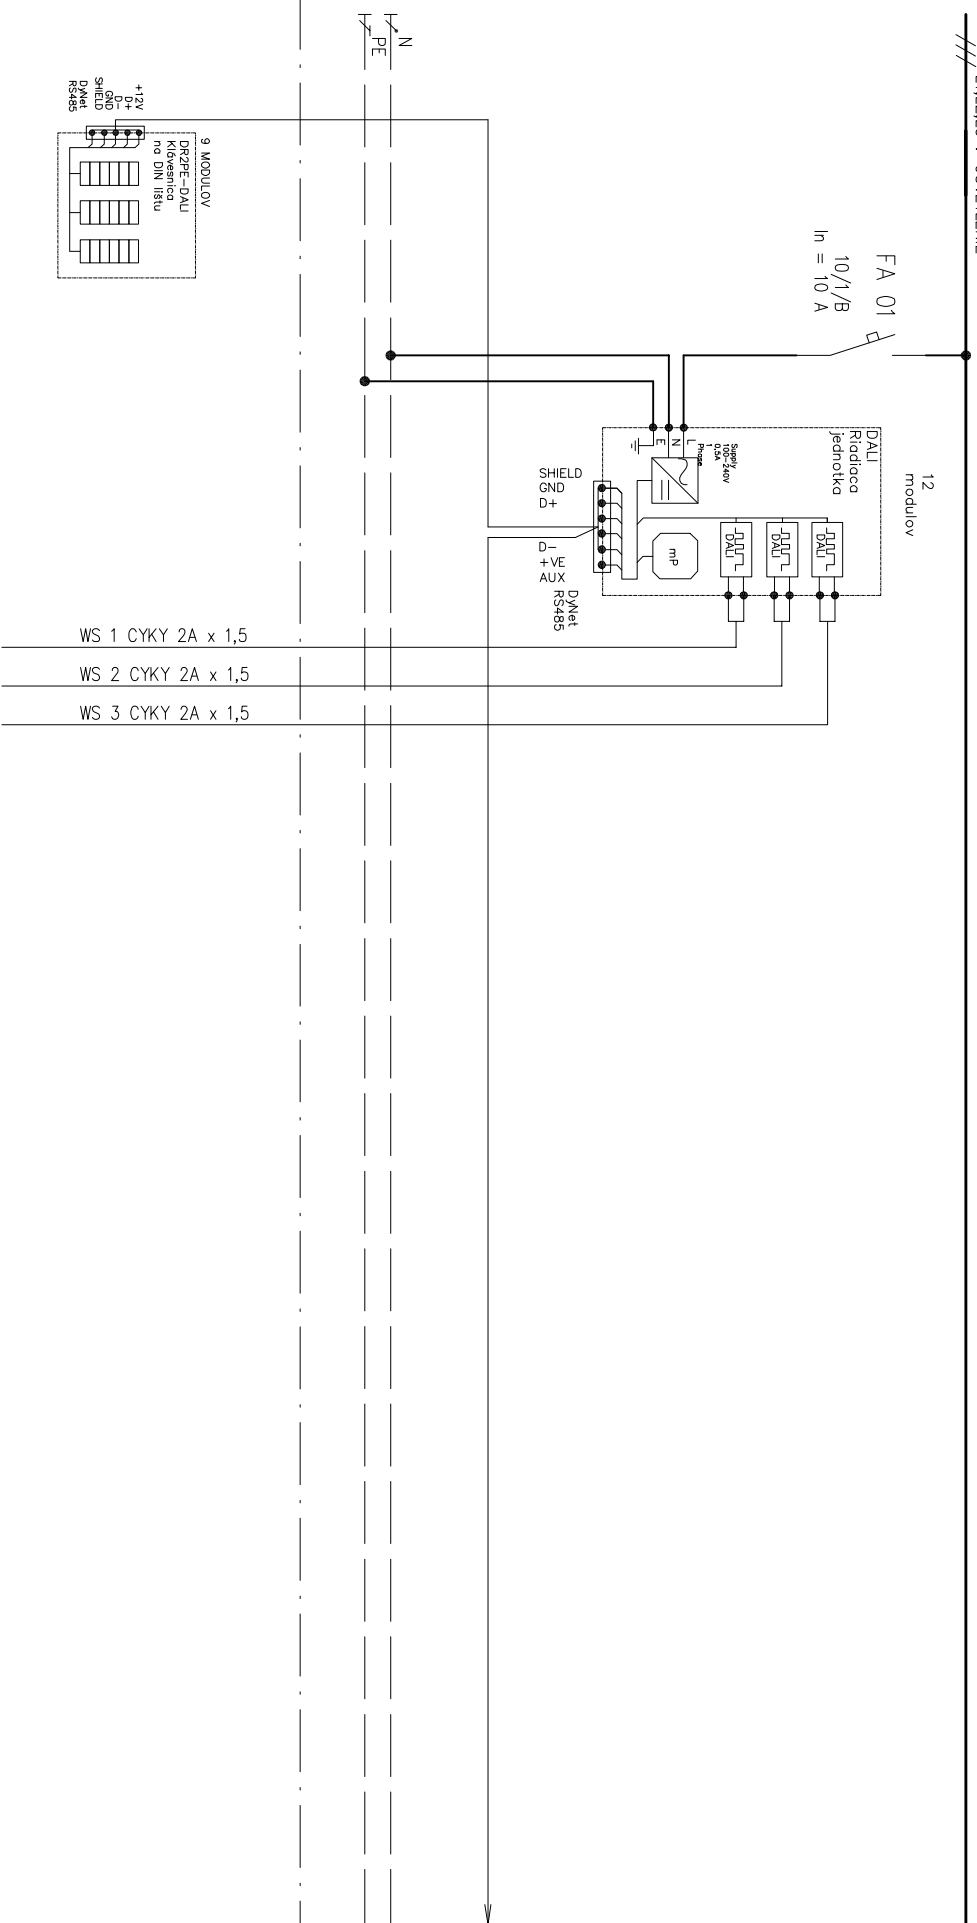 N
PE
+12V
D+
D-
GND
SHIELD
DyNet
RS485
9 MODULOV
DR2PE-DALI
Klávesnica
na DIN lištu
FA 01
10/1/B
In = 10 A
12
modulov
DALI
Riadiaca
jednotka
L
N
E
Supply
100-240V
0,5A
1
Phase
SHIELD
GND
D+
D-
+VE
AUX
DyNet
RS485
mP
DALI
DALI
DALI
WS 1 CYKY 2A x 1,5
WS 2 CYKY 2A x 1,5
WS 3 CYKY 2A x 1,5